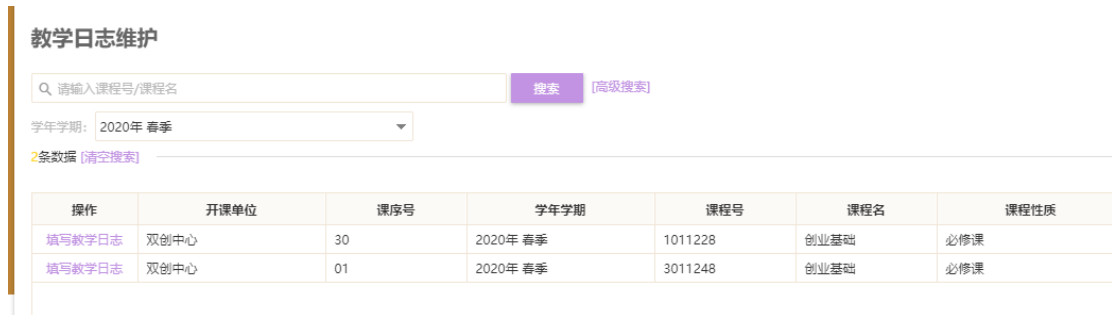 教学日志维护
请输入课程号/课程名 搜索 [高级搜索]
学年学期: 2020年 春季
2条数据 [清空搜索]
操作 开课单位 课序号 学年学期 课程号 课程名 课程性质
填写教学日志 双创中心 30 2020年 春季 1011228 创业基础 必修课
填写教学日志 双创中心 01 2020年 春季 3011248 创业基础 必修课